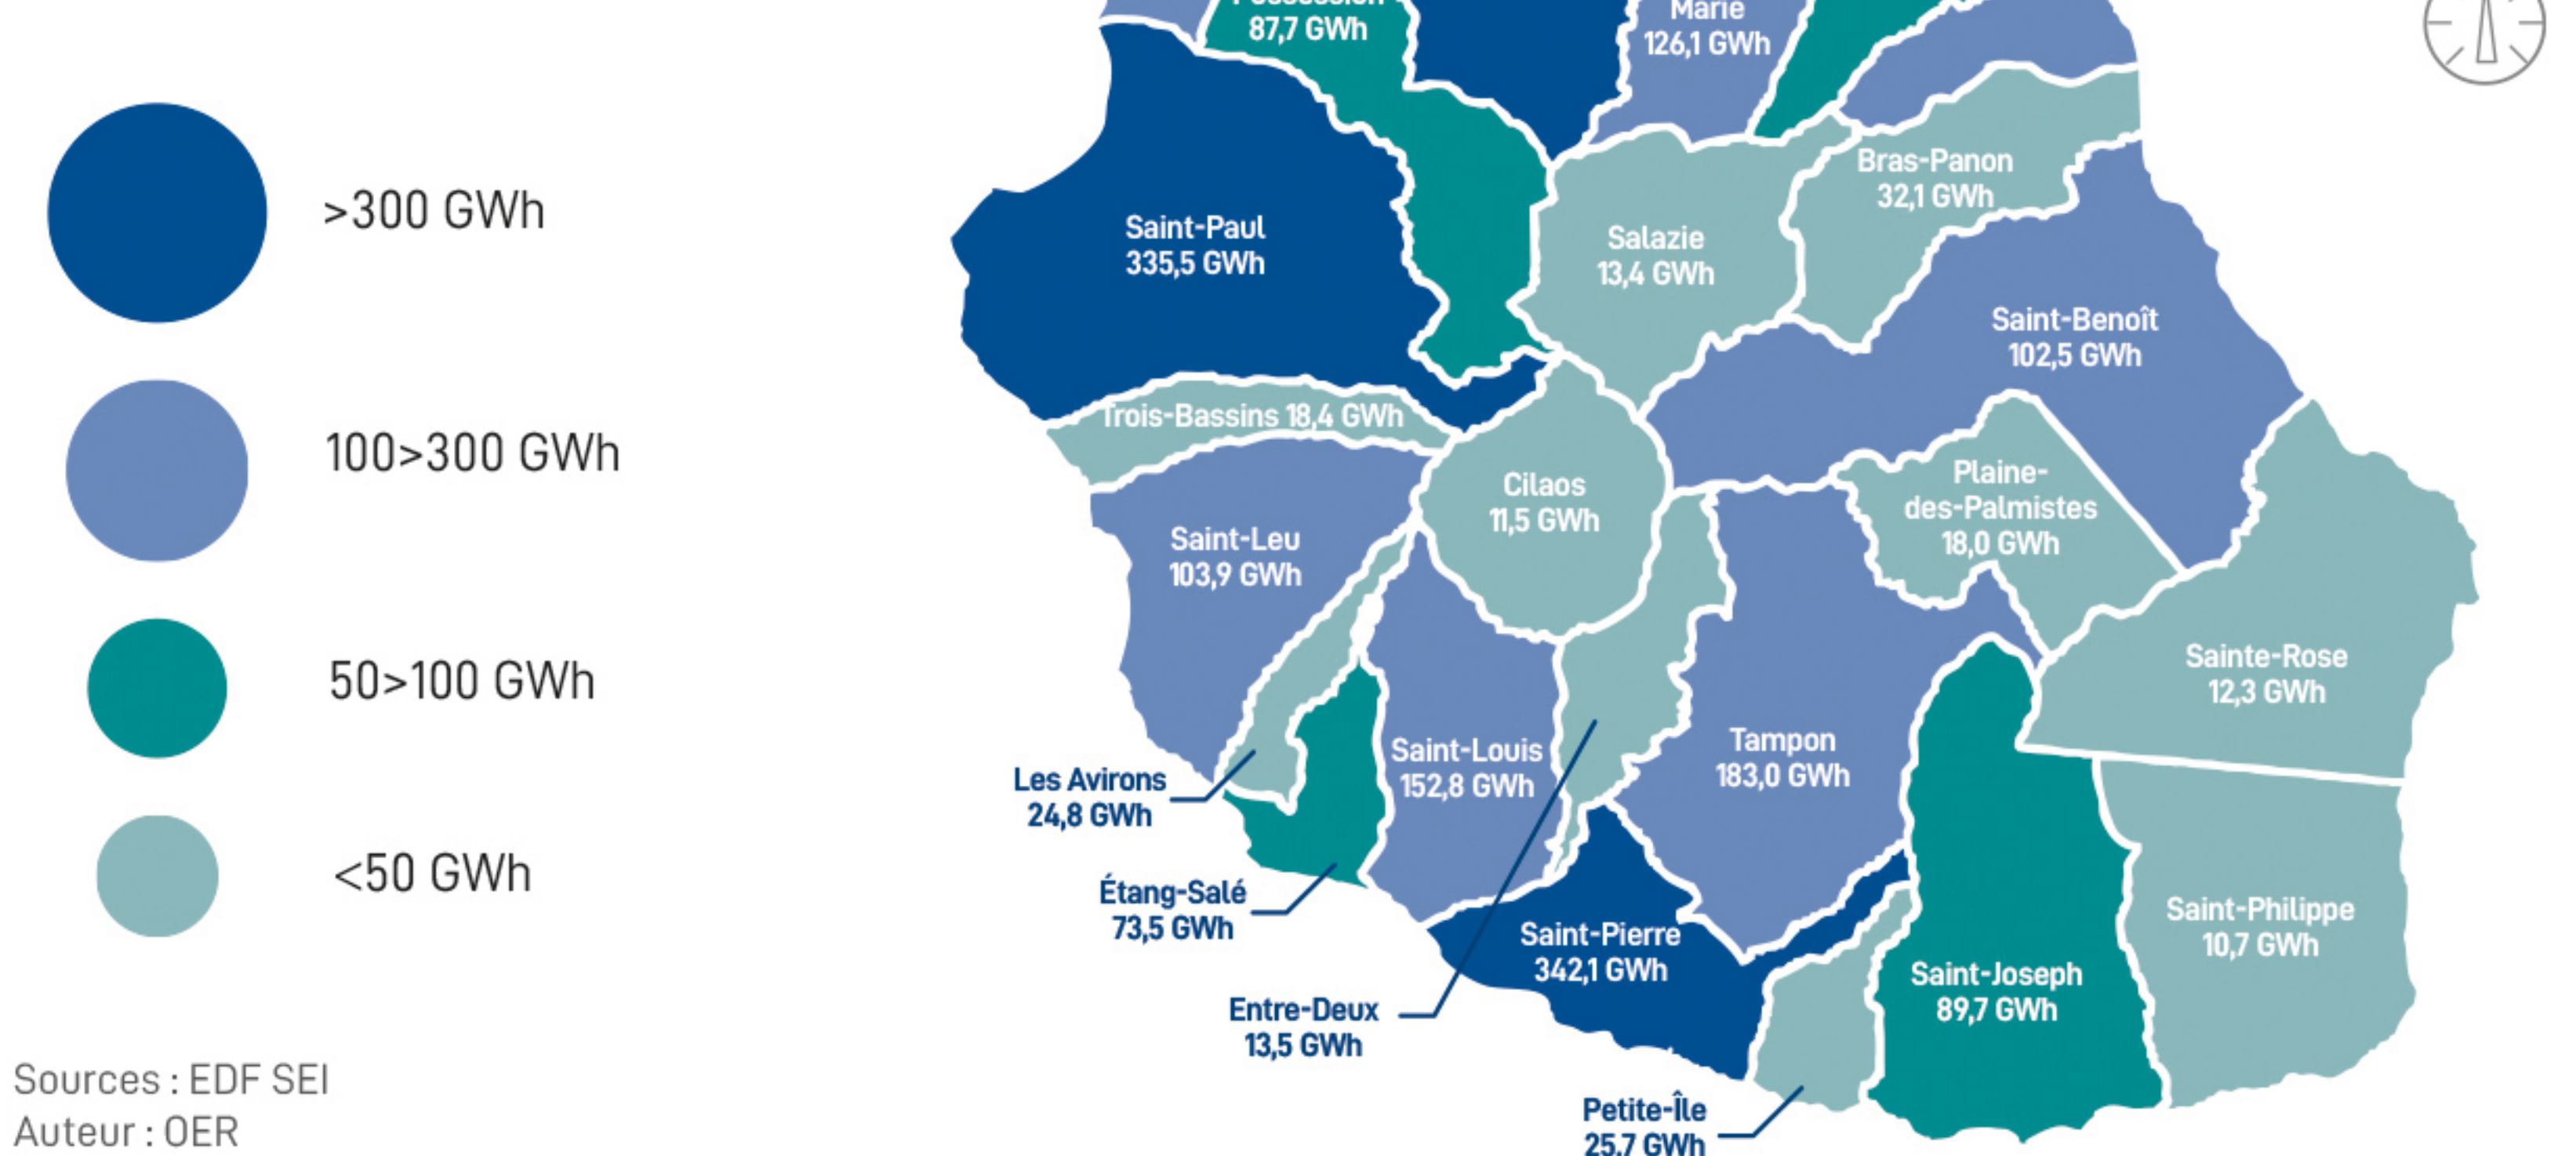 Possession
87,7 GWh
Marie
126,1 GWh
>300 GWh
100>300 GWh
50>100 GWh
<50 GWh
Saint-Paul
335,5 GWh
Salazie
13,4 GWh
Bras-Panon
32,1 GWh
Saint-Benoît
102,5 GWh
Trois-Bassins 18,4 GWh
Cilaos
11,5 GWh
Plaine-
des-Palmistes
18,0 GWh
Saint-Leu
103,9 GWh
Sainte-Rose
12,3 GWh
Les Avirons
24,8 GWh
Saint-Louis
152,8 GWh
Tampon
183,0 GWh
Étang-Salé
73,5 GWh
Saint-Pierre
342,1 GWh
Saint-Philippe
10,7 GWh
Saint-Joseph
89,7 GWh
Entre-Deux
13,5 GWh
Petite-Île
25,7 GWh
Sources : EDF SEI
Auteur : OER